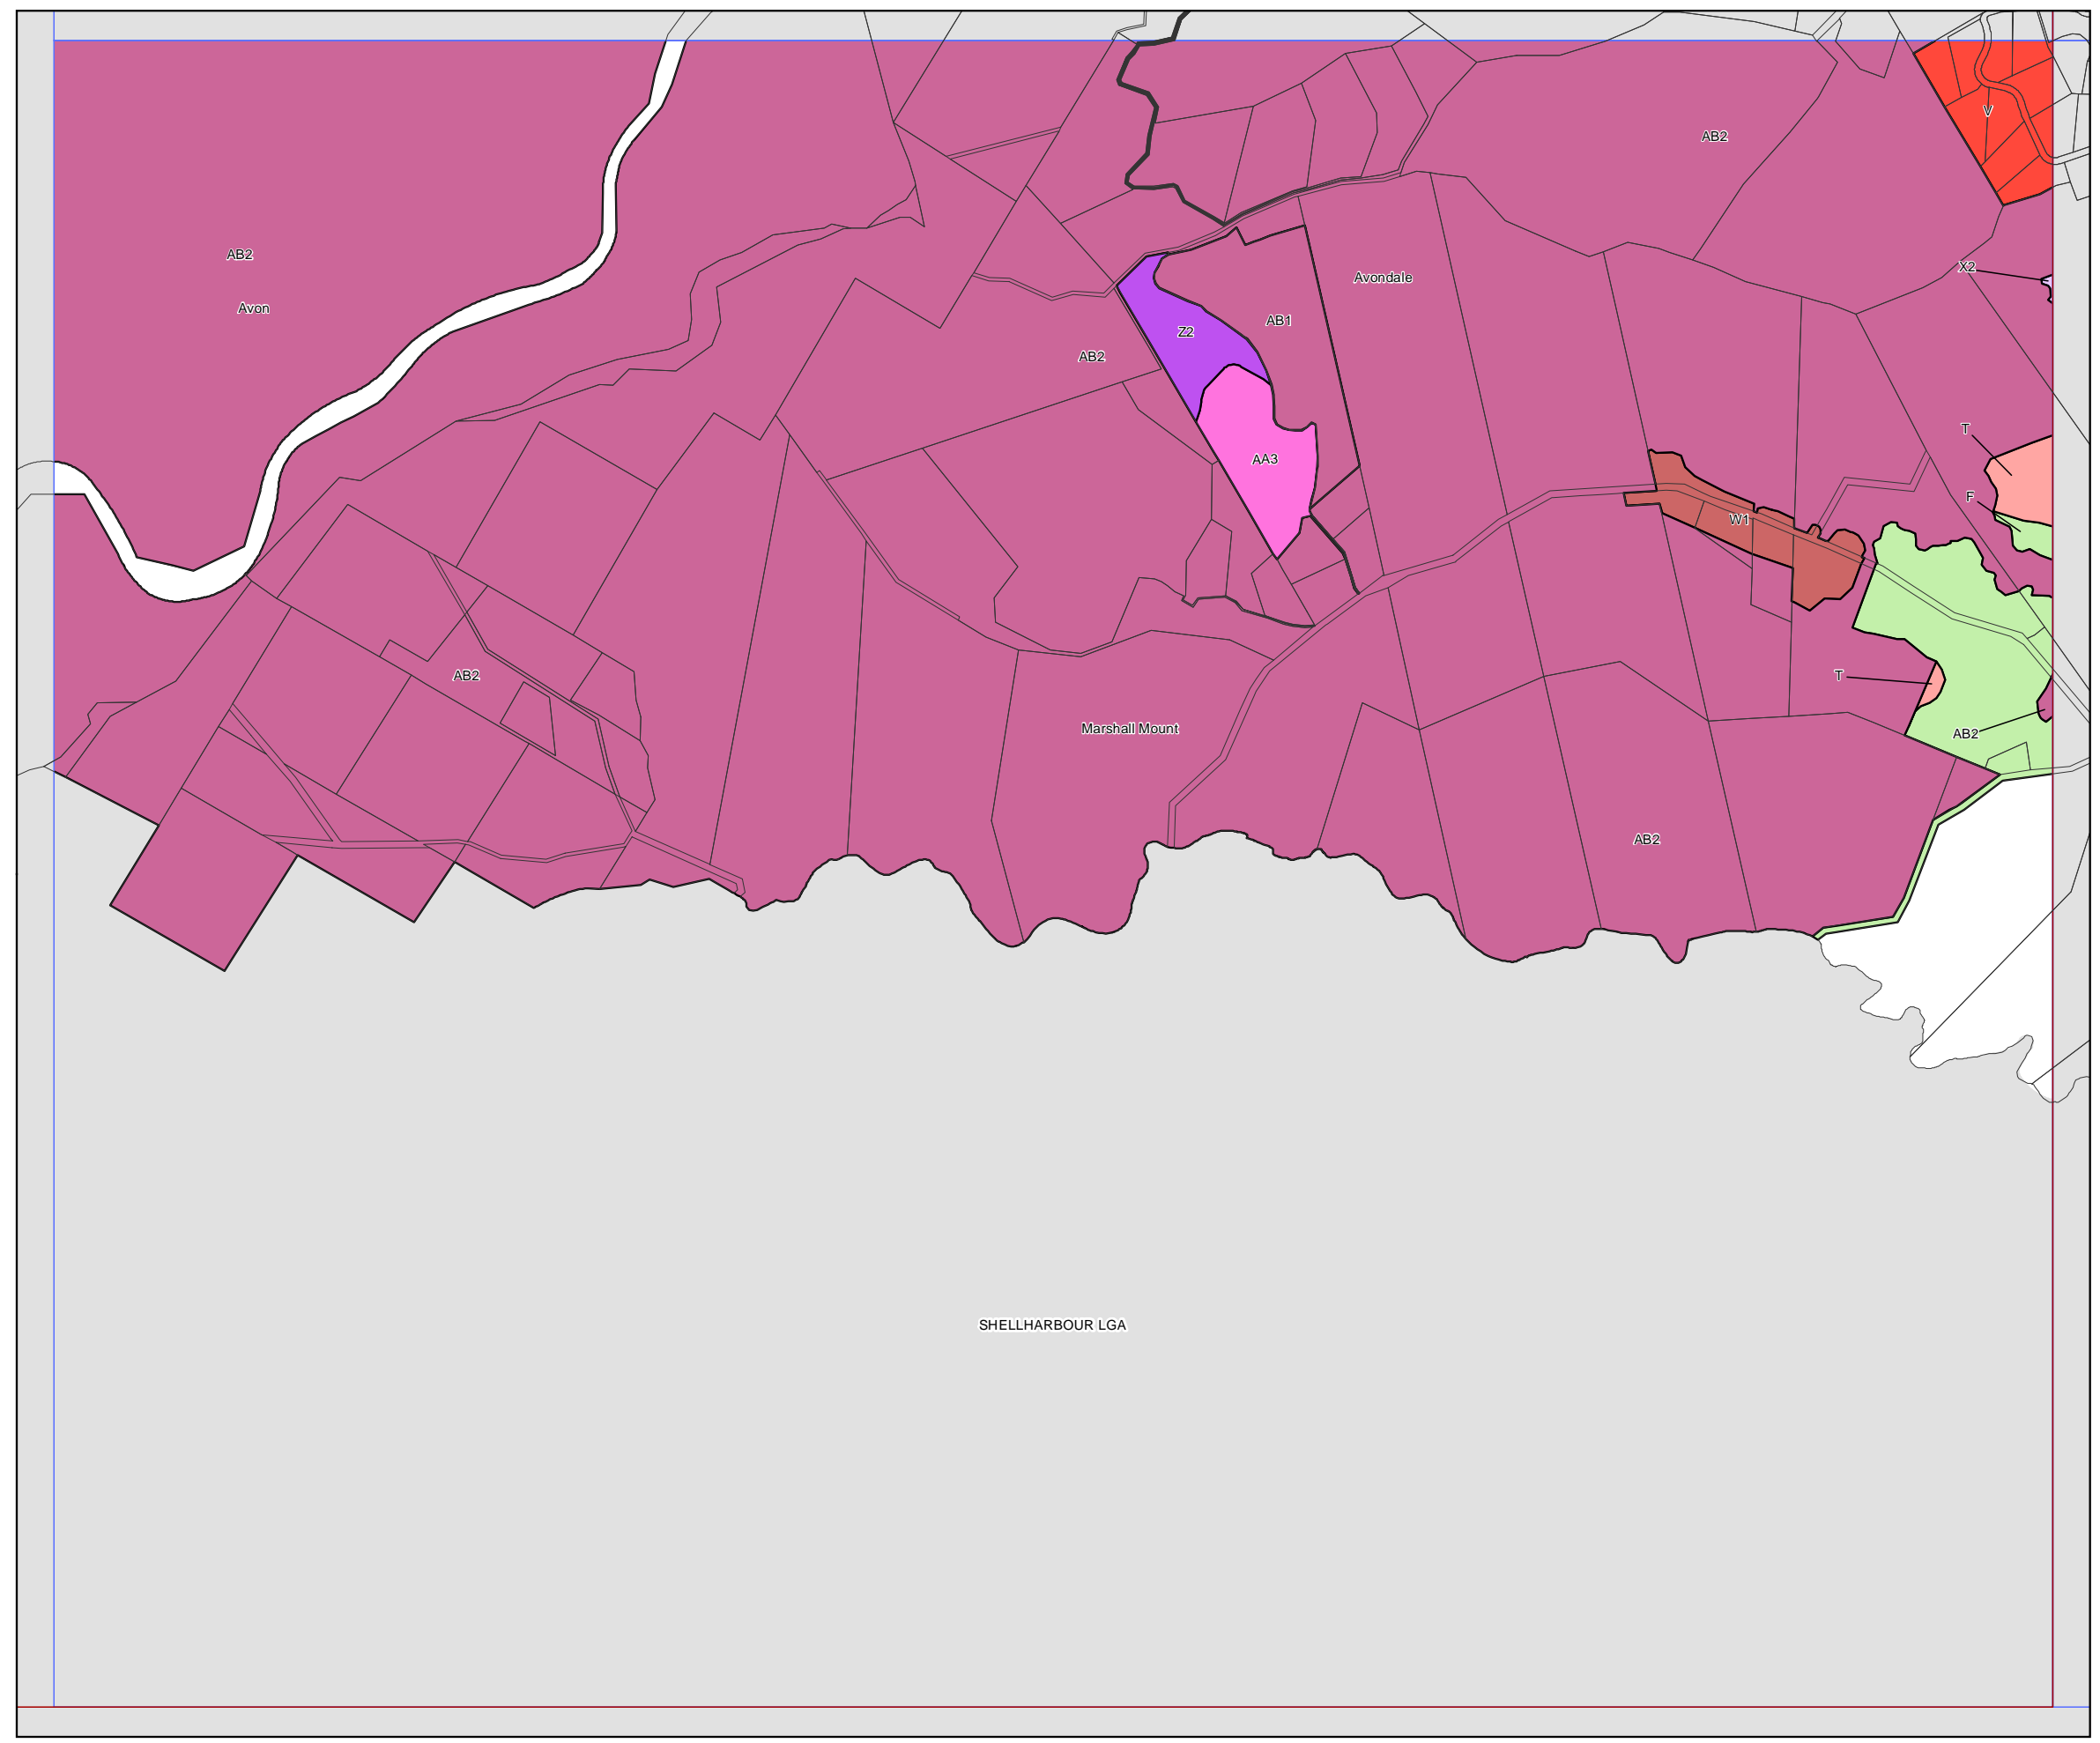 V
AB2
AB2
X2
Avondale
Avon
AB1
Z2
AB2
T
AA3
F
W1
AB2
T
Marshall Mount
AB2
AB2
SHELLHARBOUR LGA